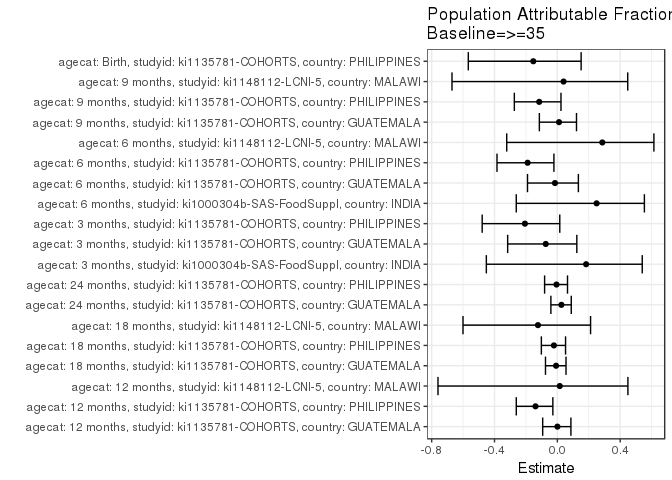 Population Attributable Fraction
Baseline=>=35
agecat: Birth, studyid: ki1135781-COHORTS, country: PHILIPPINES
agecat: 9 months, studyid: ki1148112-LCNI-5, country: MALAWI
agecat: 9 months, studyid: ki1135781-COHORTS, country: PHILIPPINES
agecat: 9 months, studyid: ki1135781-COHORTS, country: GUATEMALA
agecat: 6 months, studyid: ki1148112-LCNI-5, country: MALAWI
agecat: 6 months, studyid: ki1135781-COHORTS, country: PHILIPPINES
agecat: 6 months, studyid: ki1135781-COHORTS, country: GUATEMALA
agecat: 6 months, studyid: ki1000304b-SAS-FoodSuppl, country: INDIA
agecat: 3 months, studyid: ki1135781-COHORTS, country: PHILIPPINES
agecat: 3 months, studyid: ki1135781-COHORTS, country: GUATEMALA
agecat: 3 months, studyid: ki1000304b-SAS-FoodSuppl, country: INDIA
agecat: 24 months, studyid: ki1135781-COHORTS, country: PHILIPPINES
agecat: 24 months, studyid: ki1135781-COHORTS, country: GUATEMALA
agecat: 18 months, studyid: ki1148112-LCNI-5, country: MALAWI
agecat: 18 months, studyid: ki1135781-COHORTS, country: PHILIPPINES
agecat: 18 months, studyid: ki1135781-COHORTS, country: GUATEMALA
agecat: 12 months, studyid: ki1148112-LCNI-5, country: MALAWI
agecat: 12 months, studyid: ki1135781-COHORTS, country: PHILIPPINES
agecat: 12 months, studyid: ki1135781-COHORTS, country: GUATEMALA
-0.8 -0.4 0.0 0.4
Estimate